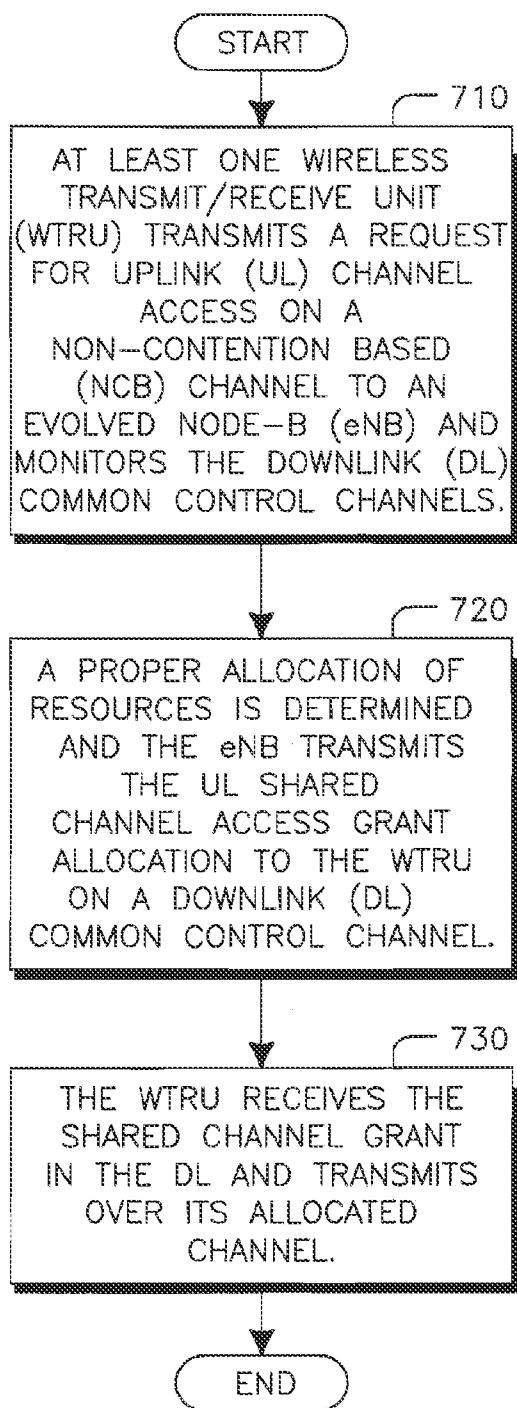 START
710
AT LEAST ONE WIRELESS
TRANSMIT/RECEIVE UNIT
(WTRU) TRANSMITS A REQUEST
FOR UPLINK (UL) CHANNEL
ACCESS ON A
NON-CONTENTION BASED
(NCB) CHANNEL TO AN
EVOLVED NODE-B (eNB) AND
MONITORS THE DOWNLINK (DL)
COMMON CONTROL CHANNELS.
720
A PROPER ALLOCATION OF
RESOURCES IS DETERMINED
AND THE eNB TRANSMITS
THE UL SHARED
CHANNEL ACCESS GRANT
ALLOCATION TO THE WTRU
ON A DOWNLINK (DL)
COMMON CONTROL CHANNEL.
730
THE WTRU RECEIVES THE
SHARED CHANNEL GRANT
IN THE DL AND TRANSMITS
OVER ITS ALLOCATED
CHANNEL.
END